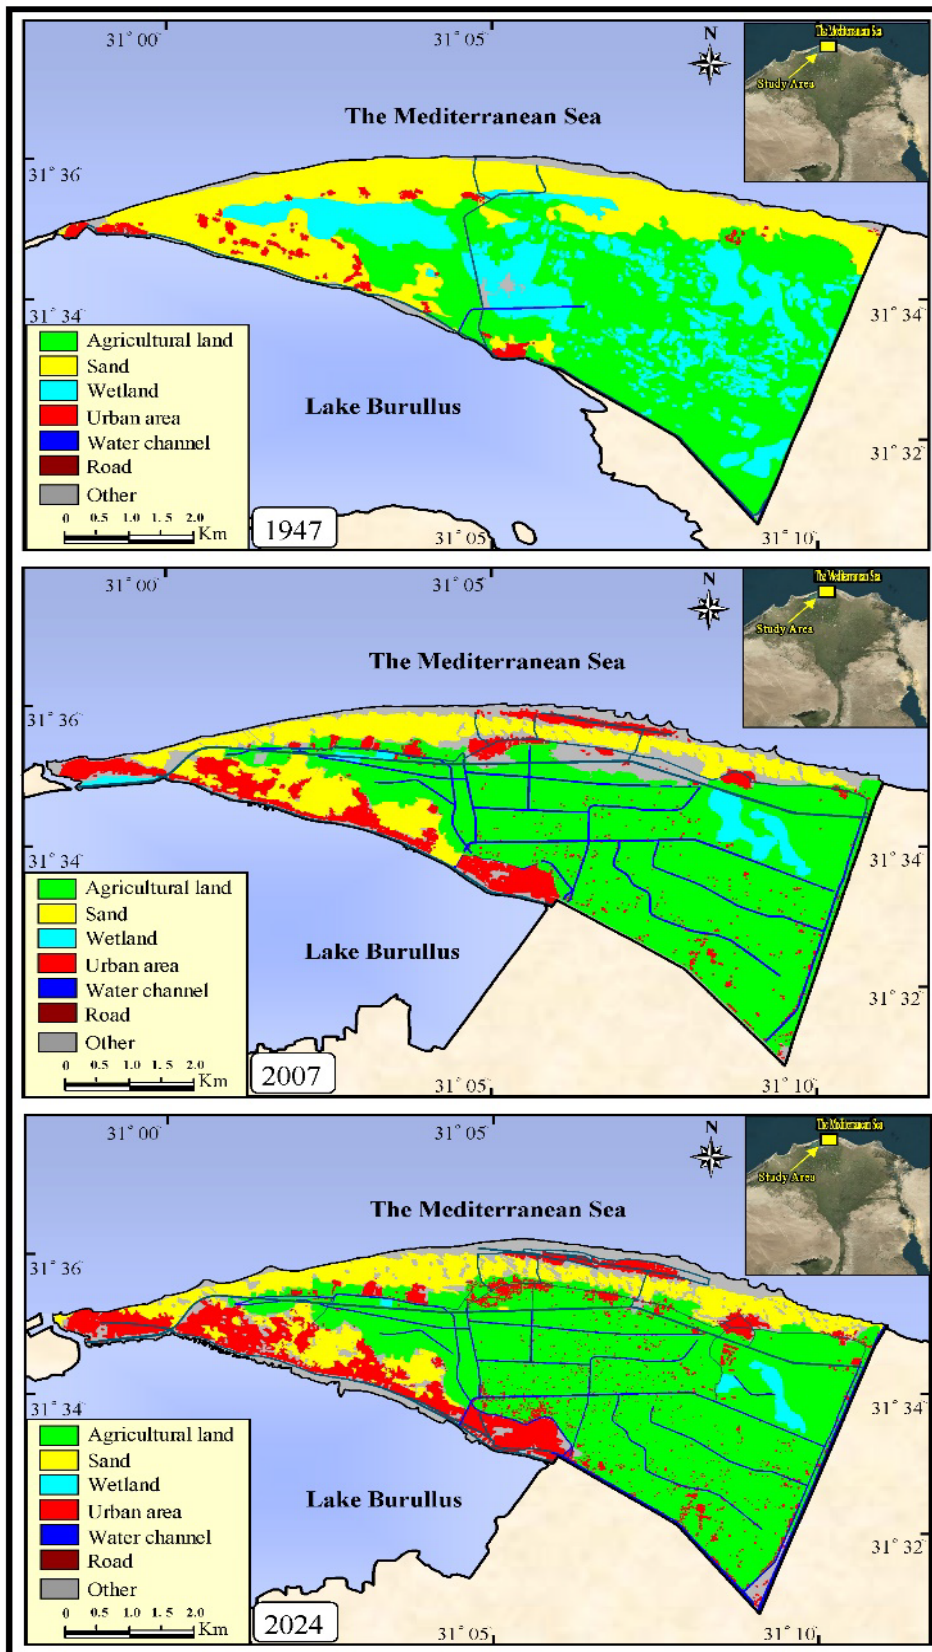 31° 00'
31° 05'
N
The Mediterranean Sea
Study Area
The Mediterranean Sea
31° 36'
31° 34'
31° 34'
Agricultural land
Sand
Wetland
Urban area
Water channel
Road
Other
0 0.5 1.0 1.5 2.0
Km
Lake Burullus
31° 32'
1947
31° 05'
31° 10'
31° 00'
31° 05'
N
The Mediterranean Sea
Study Area
The Mediterranean Sea
31° 36'
31° 34'
31° 34'
Agricultural land
Sand
Wetland
Urban area
Water channel
Road
Other
0 0.5 1.0 1.5 2.0
Km
Lake Burullus
31° 32'
2007
31° 05'
31° 10'
31° 00'
31° 05'
N
The Mediterranean Sea
Study Area
The Mediterranean Sea
31° 36'
31° 34'
31° 34'
Agricultural land
Sand
Wetland
Urban area
Water channel
Road
Other
0 0.5 1.0 1.5 2.0
Km
Lake Burullus
31° 32'
2024
31° 05'
31° 10'